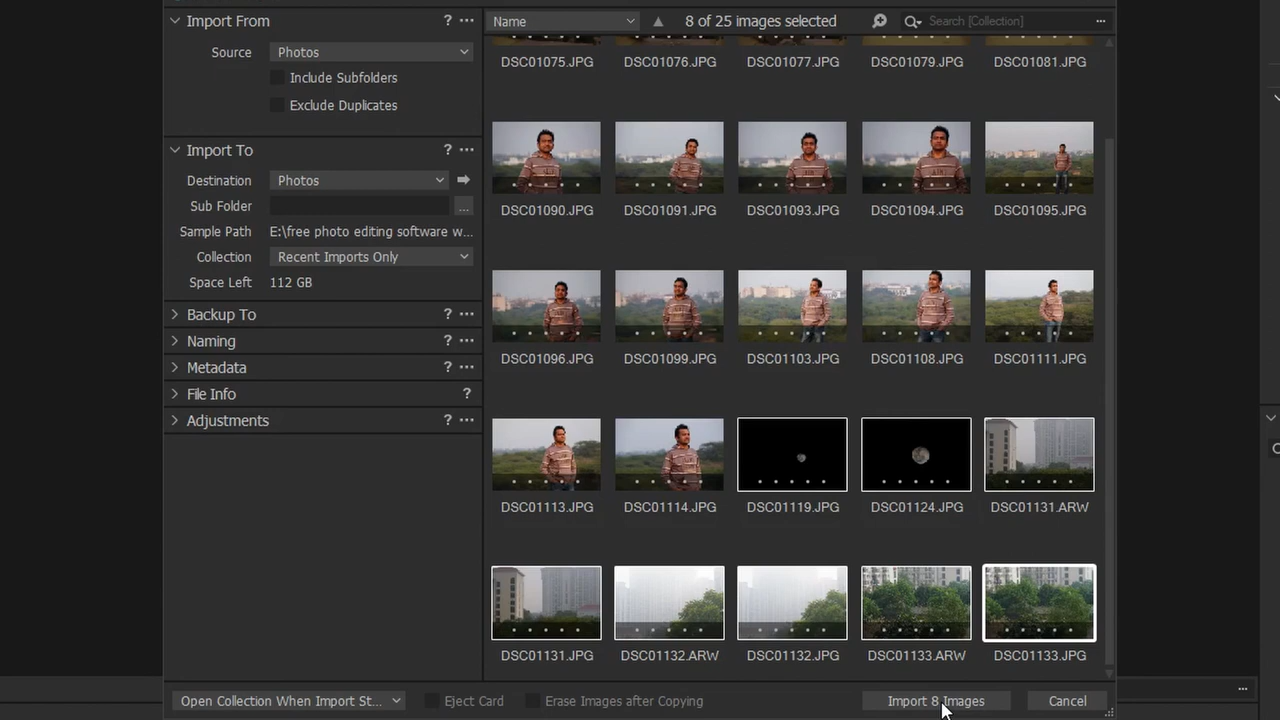 Import From ? ...
Source Photos
Include Subfolders
Exclude Duplicates
Import To ? ...
Destination Photos
Sub Folder ...
Sample Path E:\free photo editing software w...
Collection Recent Imports Only
Space Left 112 GB
Backup To ? ...
Naming ? ...
Metadata ? ...
File Info ?
Adjustments ? ...
Open Collection When Import St...
Eject Card
Erase Images after Copying
Name 8 of 25 images selected Search [Collection] ...
DSC01075.JPG DSC01076.JPG DSC01077.JPG DSC01079.JPG DSC01081.JPG
DSC01090.JPG DSC01091.JPG DSC01093.JPG DSC01094.JPG DSC01095.JPG
DSC01096.JPG DSC01099.JPG DSC01103.JPG DSC01108.JPG DSC01111.JPG
DSC01113.JPG DSC01114.JPG DSC01119.JPG DSC01124.JPG DSC01131.ARW
DSC01131.JPG DSC01132.ARW DSC01132.JPG DSC01133.ARW DSC01133.JPG
Import 8 Images Cancel
...